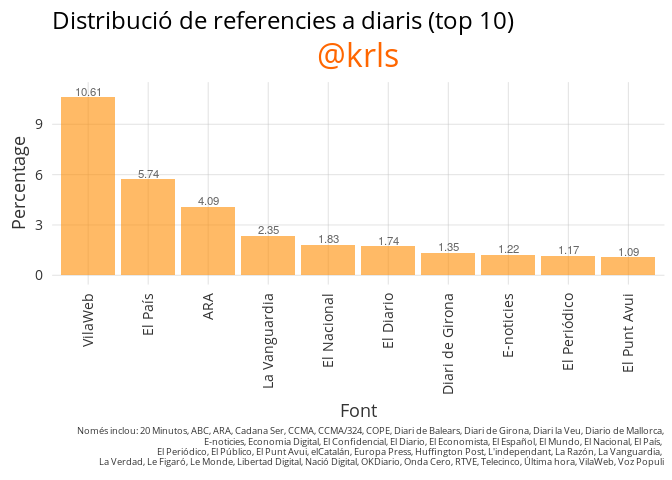 Distribució de referencies a diaris (top 10)
@krls
10.61
5.74
4.09
2.35
1.83
1.74
1.35
1.22
1.17
1.09
9
6
3
0
Percentage
VilaWeb
El País
ARA
La Vanguardia
El Nacional
El Diario
Diari de Girona
E-noticies
El Periódico
El Punt Avui
Font
Només inclou: 20 Minutos, ABC, ARA, Cadana Ser, CCMA, CCMA/324, COPE, Diari de Balears, Diari de Girona, Diari la Veu, Diario de Mallorca,
E-noticies, Economia Digital, El Confidencial, El Diario, El Economista, El Español, El Mundo, El Nacional, El País,
El Periódico, El Público, El Punt Avui, elCatalán, Europa Press, Huffington Post, L'independant, La Razón, La Vanguardia,
La Verdad, Le Figaró, Le Monde, Libertad Digital, Nació Digital, OKDiario, Onda Cero, RTVE, Telecinco, Última hora, VilaWeb, Voz Populi